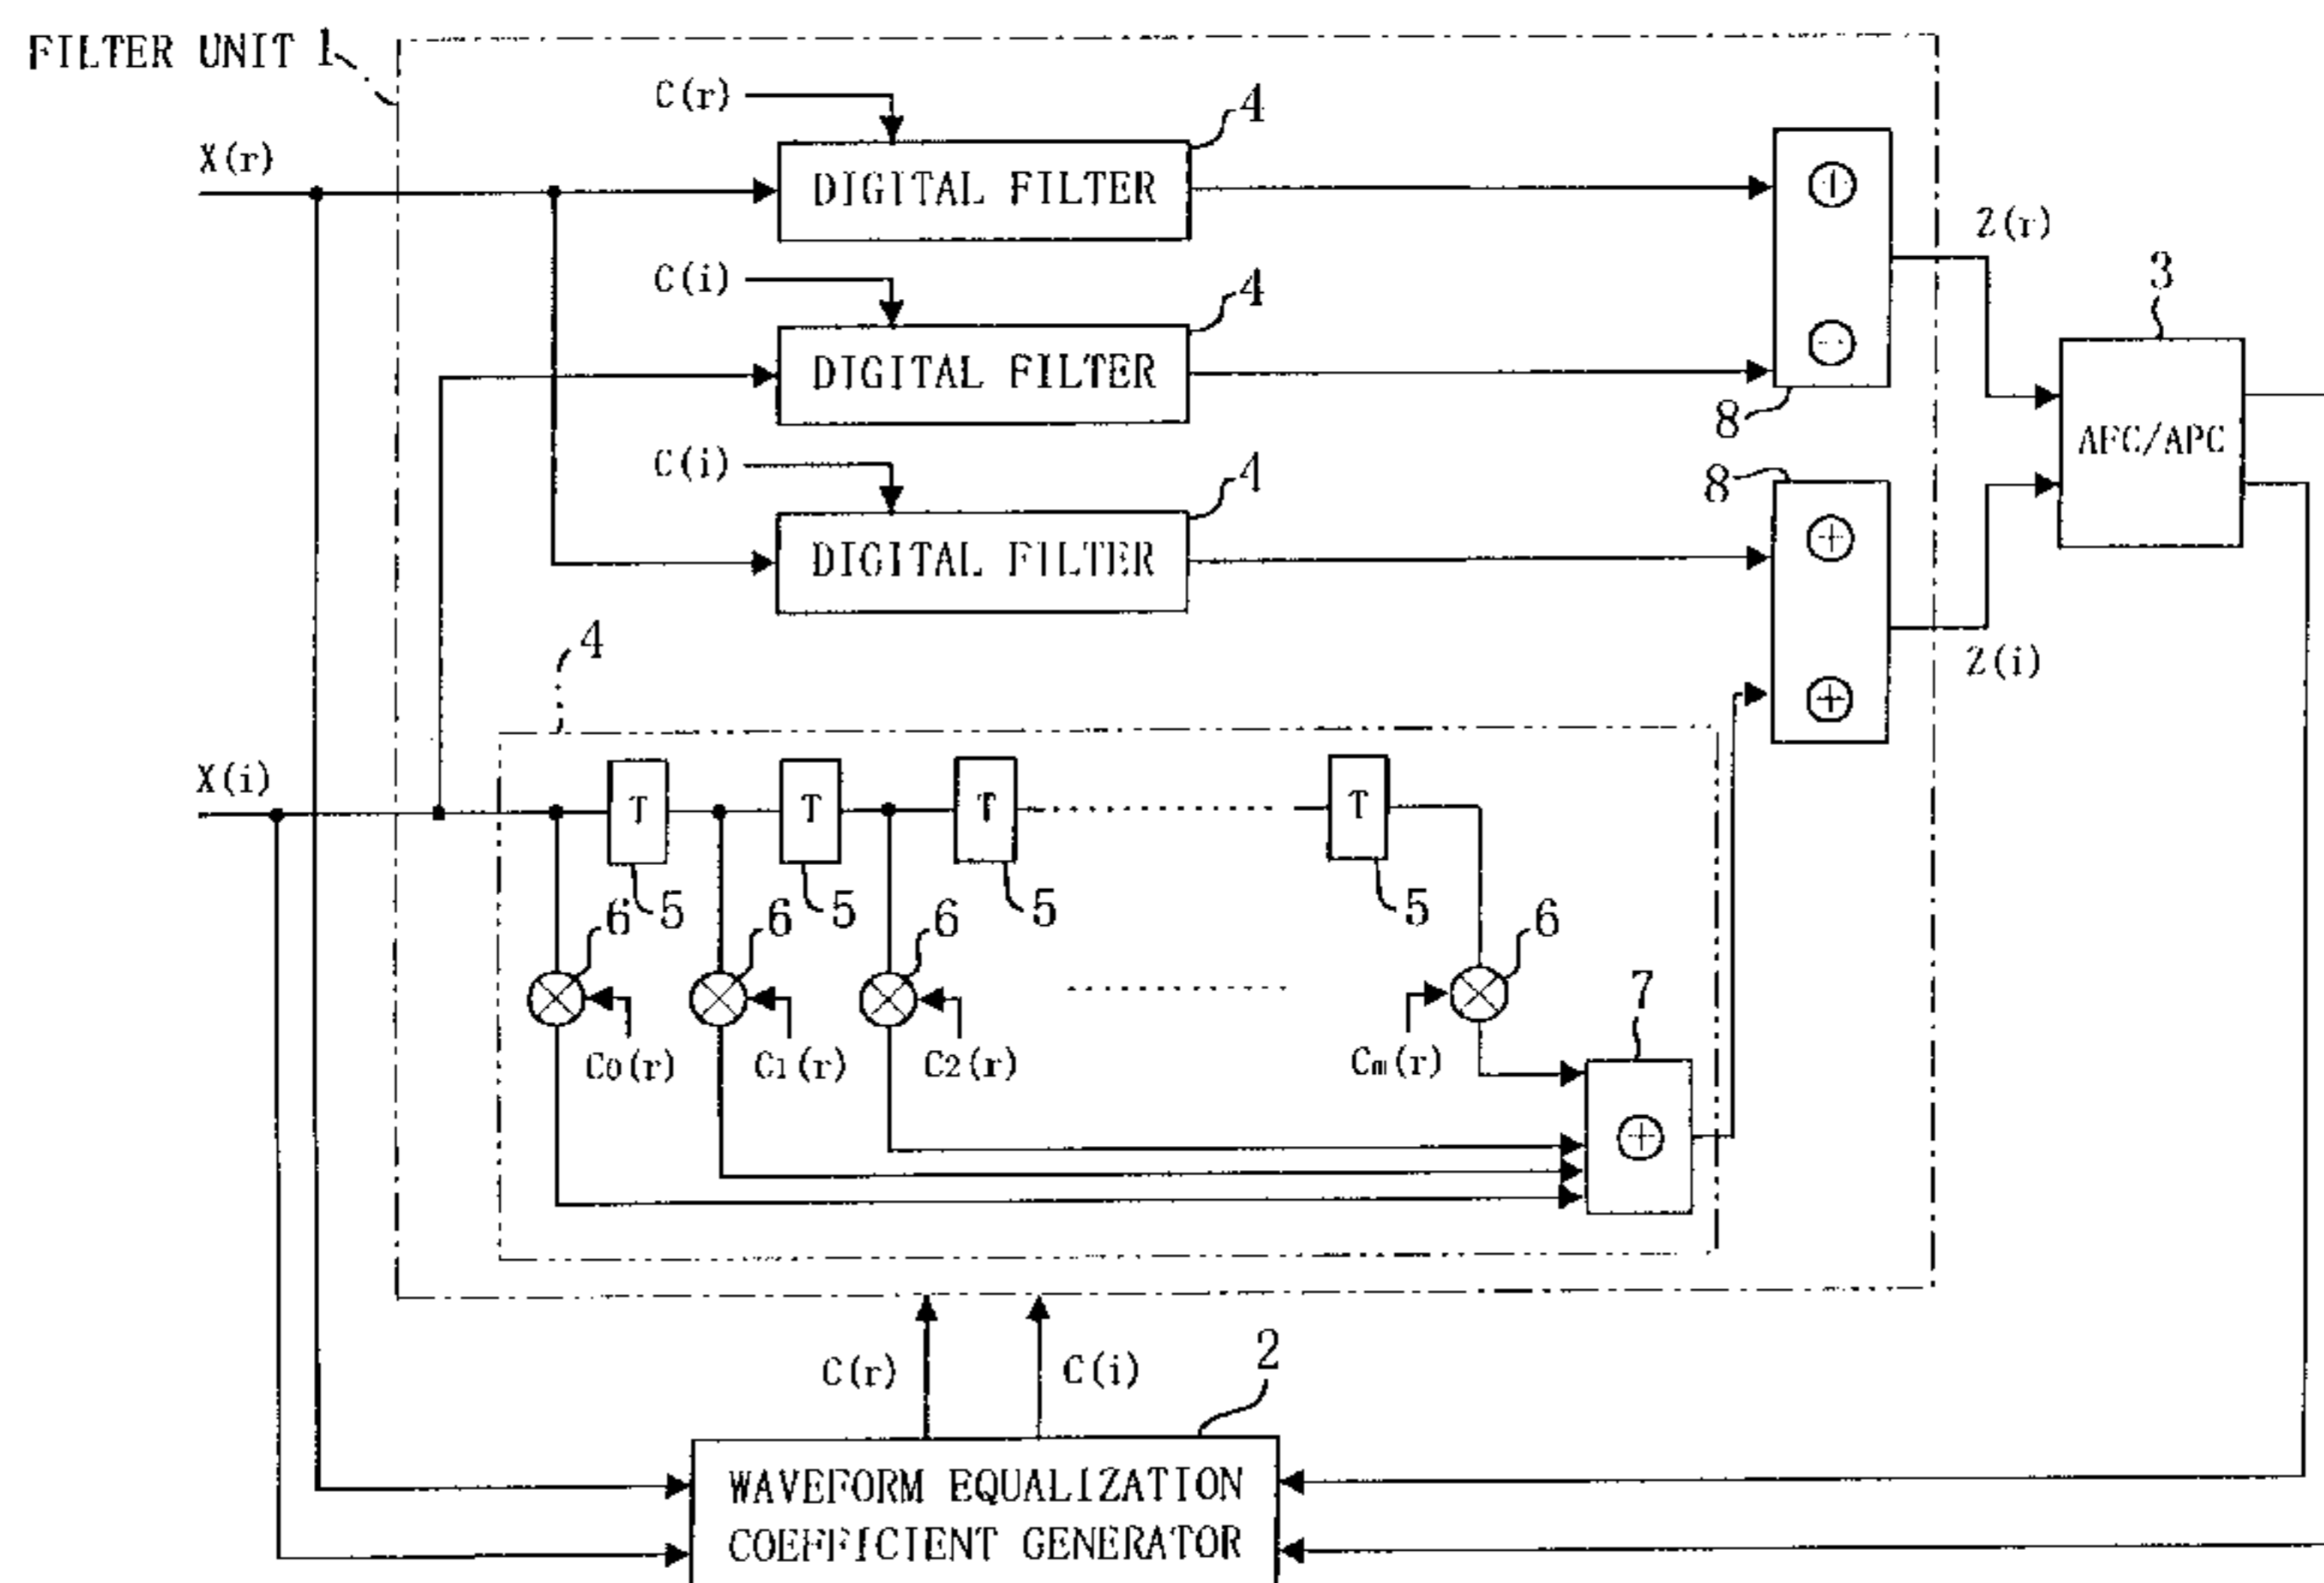 FILTER UNIT 1
C(r)
4
X(r)
DIGITAL FILTER
Z(r)
C(i)
4
3
DIGITAL FILTER
8
AFC/APC
C(i)
4
8
DIGITAL FILTER
4
Z(i)
X(i)
T
T
T
T
5
5
5
5
6
6
6
6
7
C0(r)
C1(r)
C2(r)
Cm(r)
C(r)
C(i)
2
WAVEFORM EQUALIZATION
COEFFICIENT GENERATOR